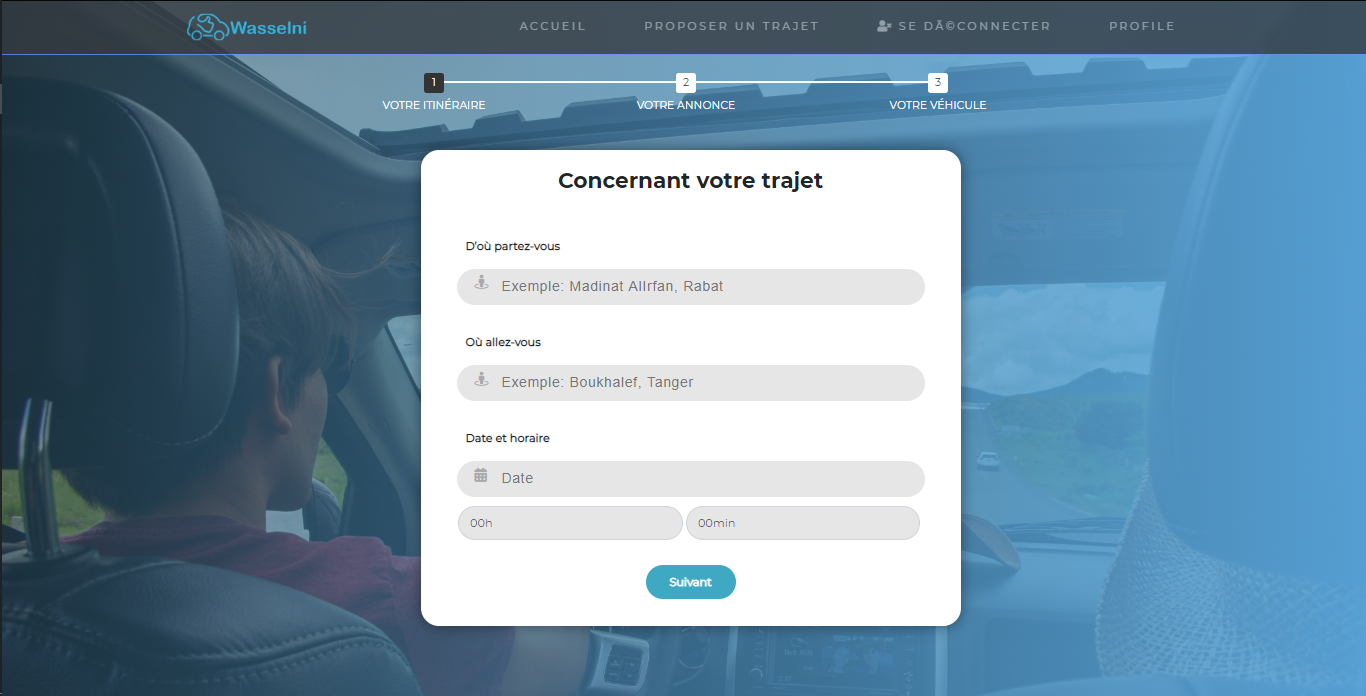 Wasselni
ACCUEIL
PROPOSER UN TRAJET
SE DÃ©CONNECTER
PROFILE
1
2
3
VOTRE ITINÉRAIRE
VOTRE ANNONCE
VOTRE VÉHICULE
Concernant votre trajet
D'où partez-vous
Exemple: Madinat AlIrfan, Rabat
Où allez-vous
Exemple: Boukhalef, Tanger
Date et horaire
Date
00h
00min
Suivant